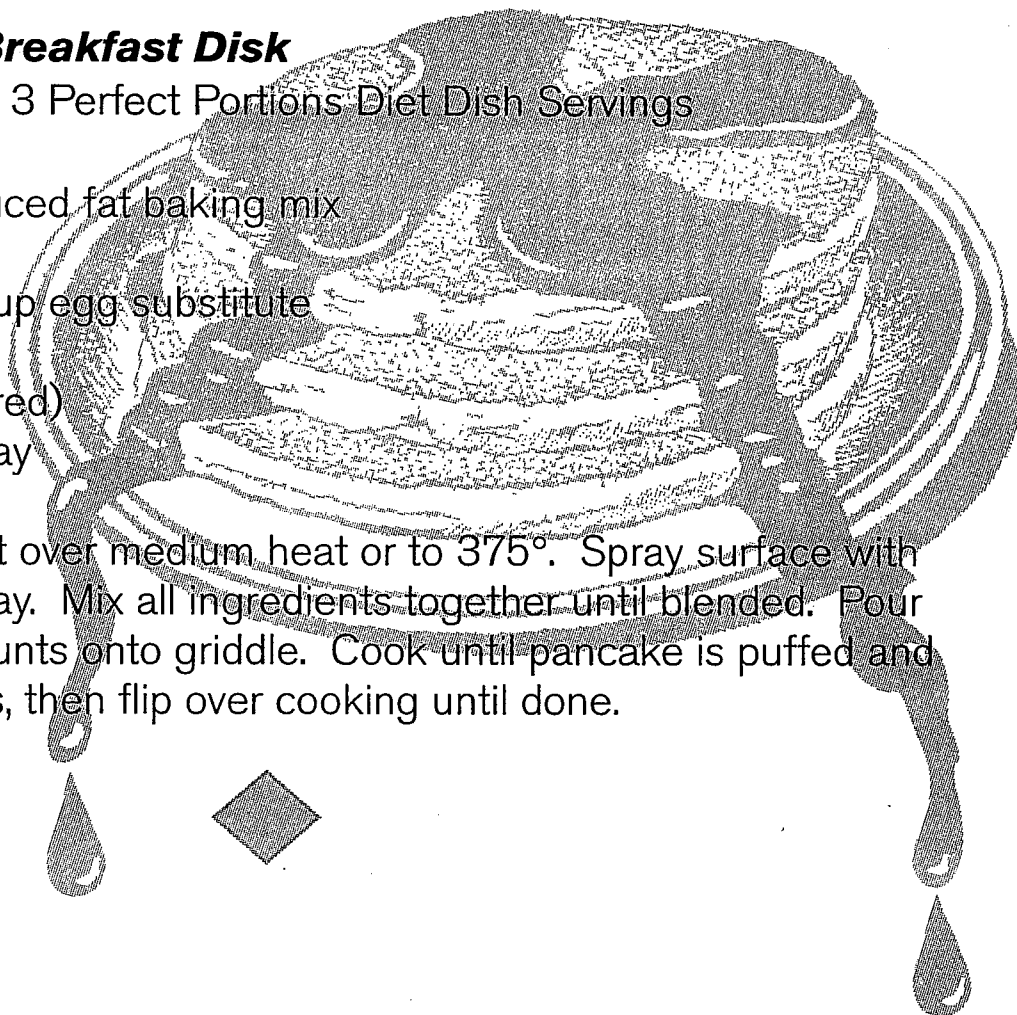 Breakfast Disk
3 Perfect Portions Diet Dish Servings
uced fat baking mix
up egg substitute
red)
ay
t over medium heat or to 375°. Spray surface with
ay. Mix all ingredients together until blended. Pour
unts onto griddle. Cook until pancake is puffed and
s, then flip over cooking until done.